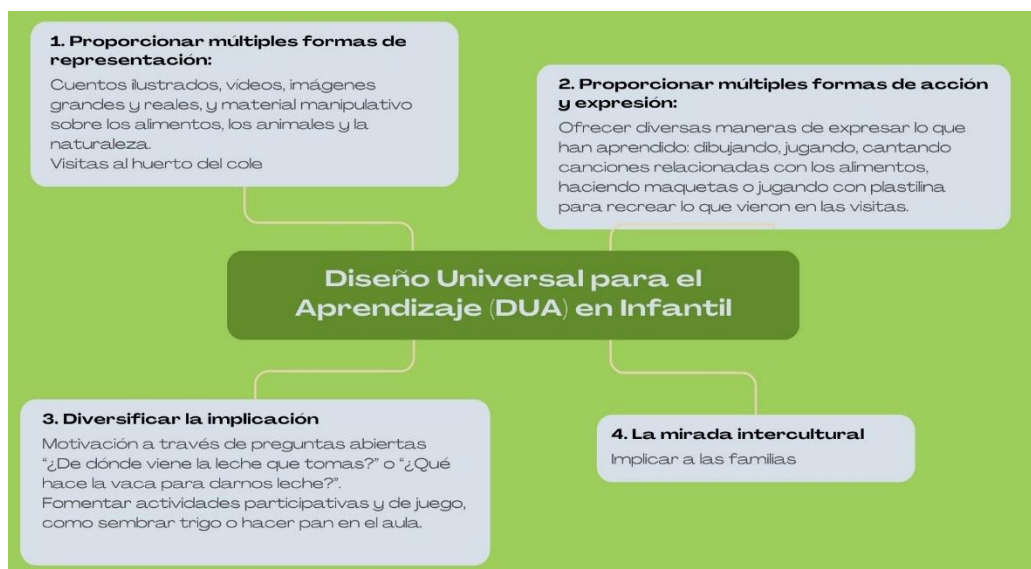 1. Proporcionar múltiples formas de
representación:
Cuentos ilustrados, vídeos, imágenes
grandes y reales, y material manipulativo
sobre los alimentos, los animales y la
naturaleza.
Visitas al huerto del cole
2. Proporcionar múltiples formas de acción
y expresión:
Ofrecer diversas maneras de expresar lo que
han aprendido: dibujando, jugando, cantando
canciones relacionadas con los alimentos,
haciendo maquetas o jugando con plastilina
para recrear lo que vieron en las visitas.
Diseño Universal para el
Aprendizaje (DUA) en Infantil
3. Diversificar la implicación
Motivación a través de preguntas abiertas
“¿De dónde viene la leche que tomas?” o “¿Qué
hace la vaca para darnos leche?”.
Fomentar actividades participativas y de juego,
como sembrar trigo o hacer pan en el aula.
4. La mirada intercultural
Implicar a las familias